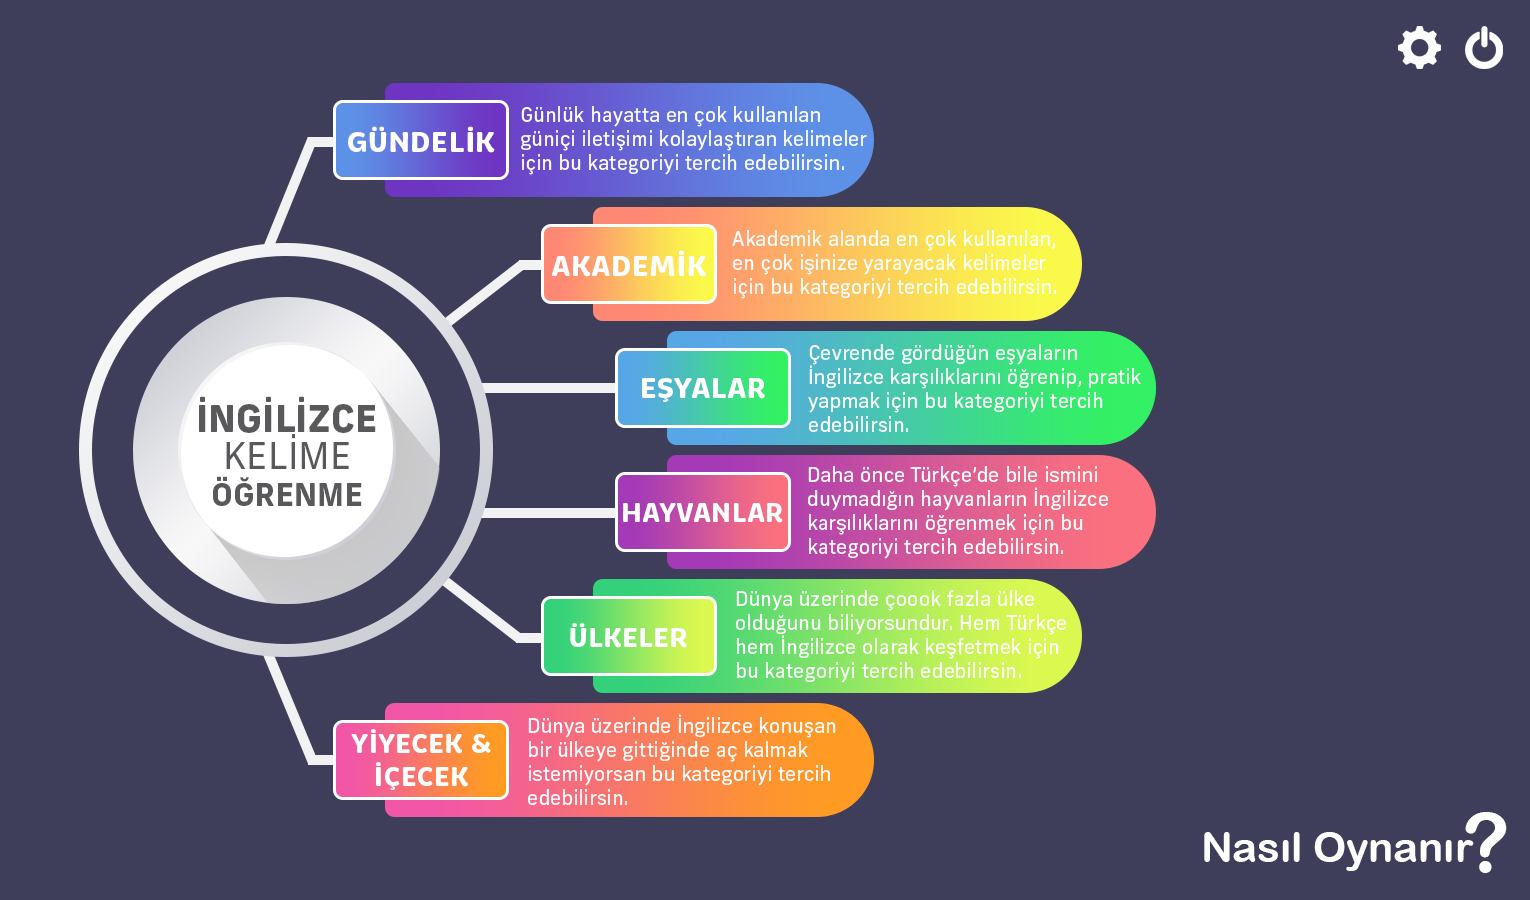 GÜNDELİK
Günlük hayatta en çok kullanılan
güniçi iletişimi kolaylaştıran kelimeler
için bu kategoriyi tercih edebilirsin.
AKADEMİK
Akademik alanda en çok kullanılan,
en çok işinize yarayacak kelimeler
için bu kategoriyi tercih edebilirsin.
EŞYALAR
Çevrende gördüğün eşyaların
İngilizce karşılıklarını öğrenip, pratik
yapmak için bu kategoriyi tercih
edebilirsin.
İNGİLİZCE
KELİME
ÖĞRENME
HAYVANLAR
Daha önce Türkçe'de bile ismini
duymadığın hayvanların İngilizce
karşılıklarını öğrenmek için bu
kategoriyi tercih edebilirsin.
ÜLKELER
Dünya üzerinde çoook fazla ülke
olduğunu biliyorsundur. Hem Türkçe
hem İngilizce olarak keşfetmek için
bu kategoriyi tercih edebilirsin.
YİYECEK &
İÇECEK
Dünya üzerinde İngilizce konuşan
bir ülkeye gittiğinde aç kalmak
istemiyorsan bu kategoriyi tercih
edebilirsin.
Nasıl Oynanır?